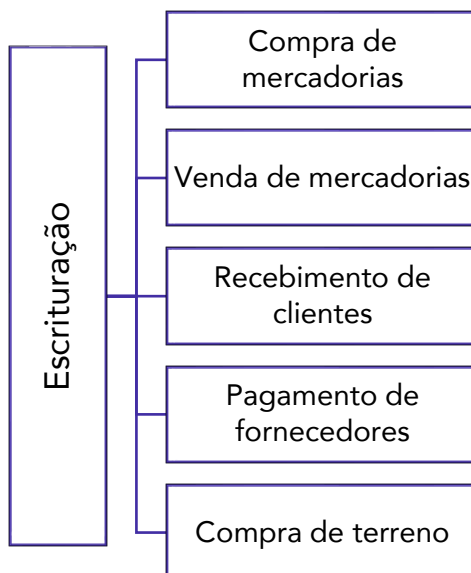 Escrituração
Compra de
mercadorias
Venda de mercadorias
Recebimento de
clientes
Pagamento de
fornecedores
Compra de terreno